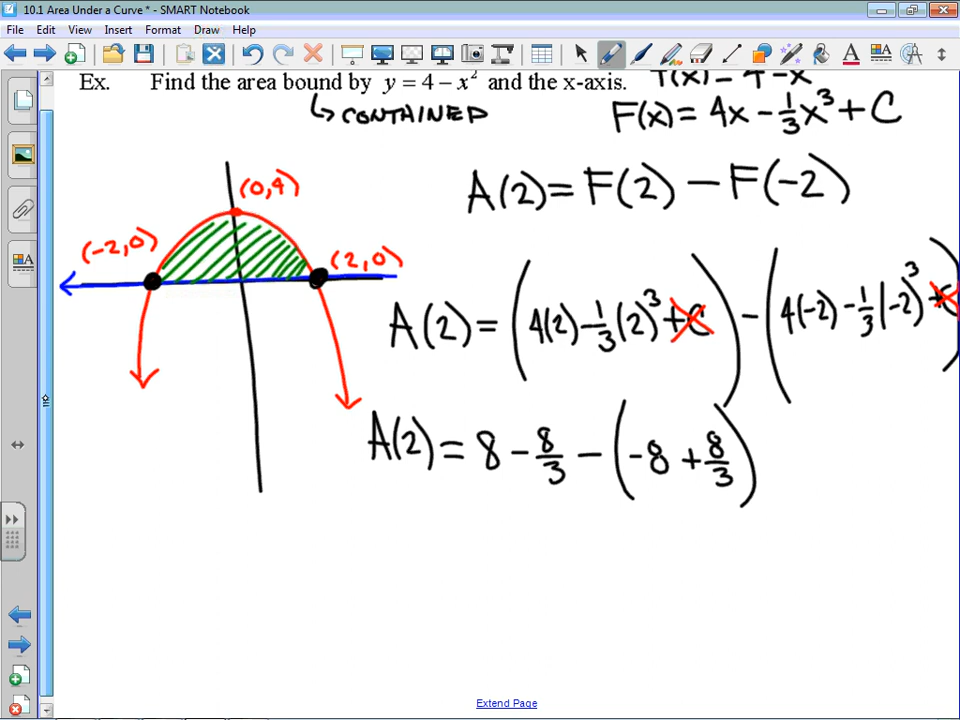 10.1 Area Under a Curve * - SMART Notebook
File Edit View Insert Format Draw Help
Ex. Find the area bound by y = 4 − x² and the x-axis.
f(x) = 4 − x
↳ CONTAINED
F(x) = 4x − 1/3 x³ + C
A(2) = F(2) − F(−2)
(0,4)
(−2,0)
(2,0)
A(2) = (4(2) − 1/3 (2)³ + C) − (4(−2) − 1/3 (−2)³ + C)
A(2) = 8 − 8/3 − (−8 + 8/3)
Extend Page